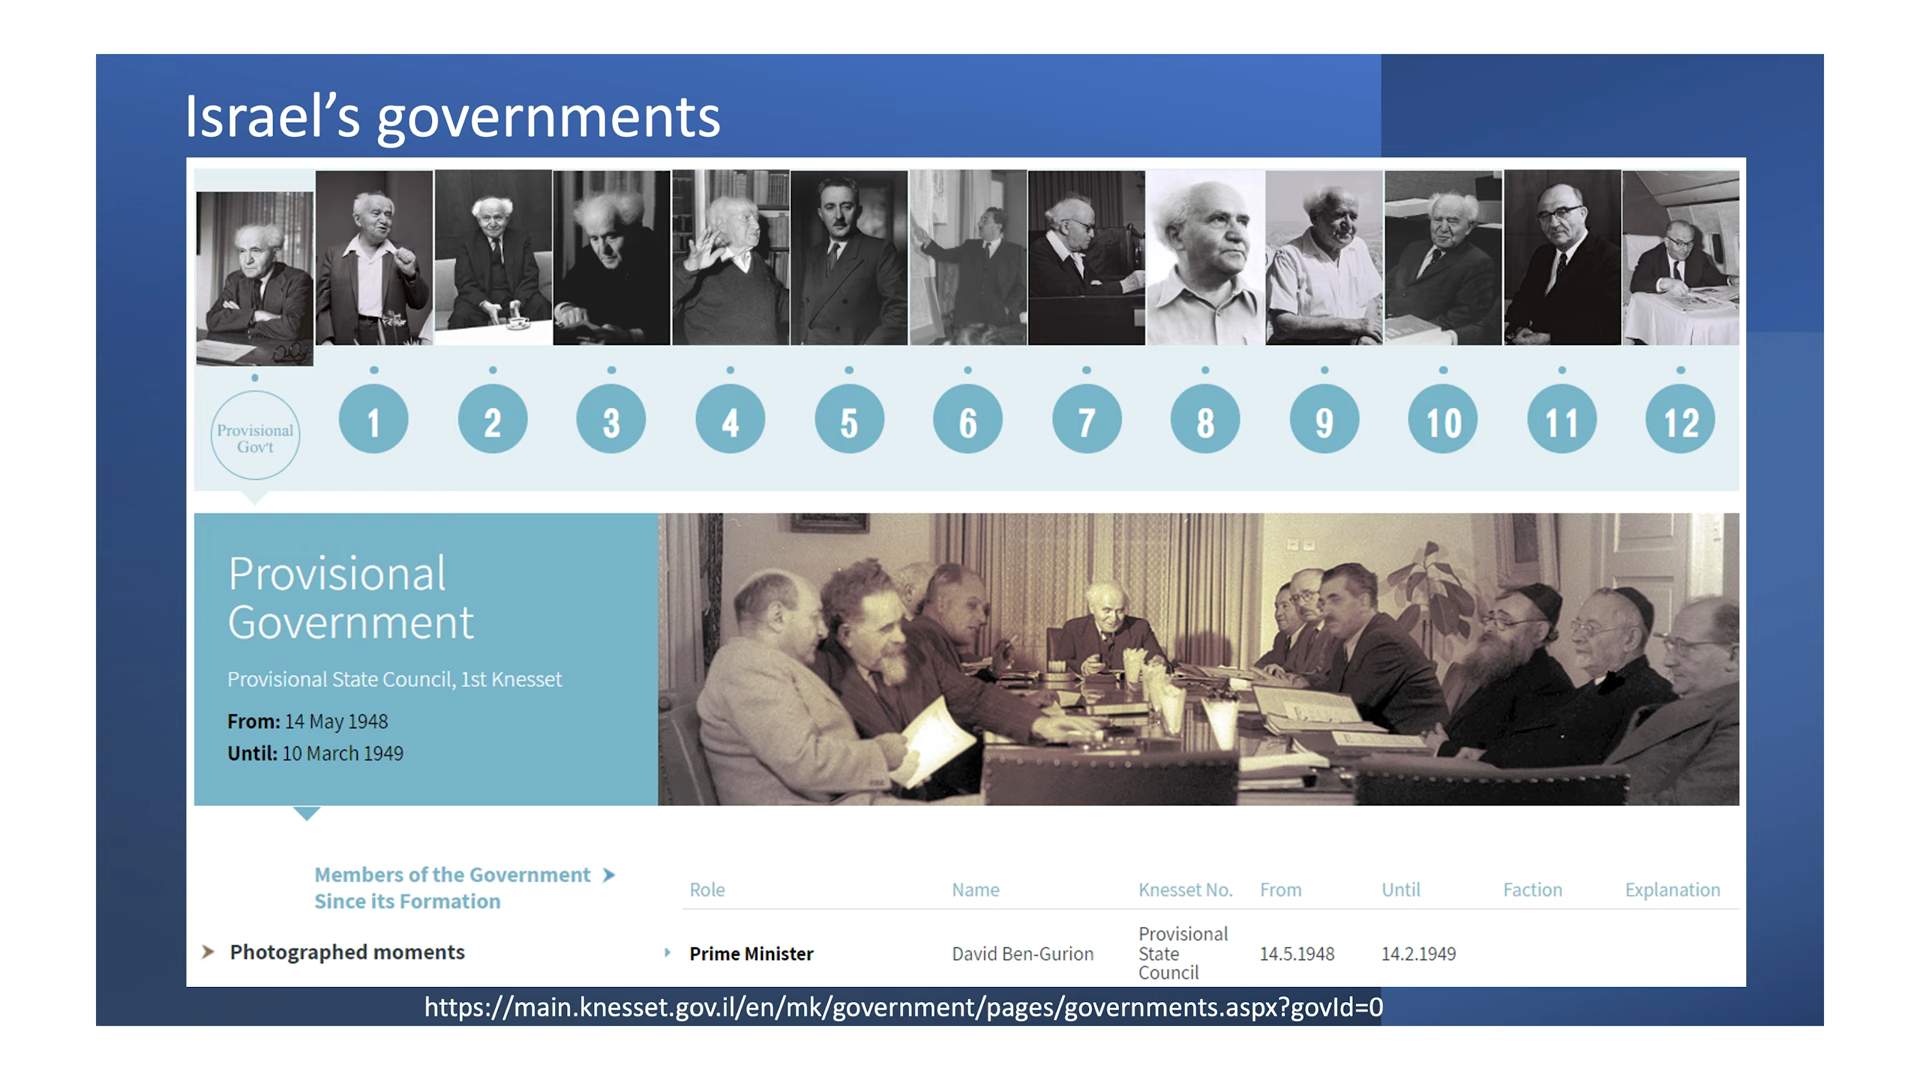 Israel’s governments
Provisional
Gov't
1
2
3
4
5
6
7
8
9
10
11
12
Provisional
Government
Provisional State Council, 1st Knesset
From: 14 May 1948
Until: 10 March 1949
Members of the Government
Since its Formation
Photographed moments
Role Name Knesset No. From Until Faction Explanation
Prime Minister David Ben-Gurion Provisional State Council 14.5.1948 14.2.1949
https://main.knesset.gov.il/en/mk/government/pages/governments.aspx?govId=0